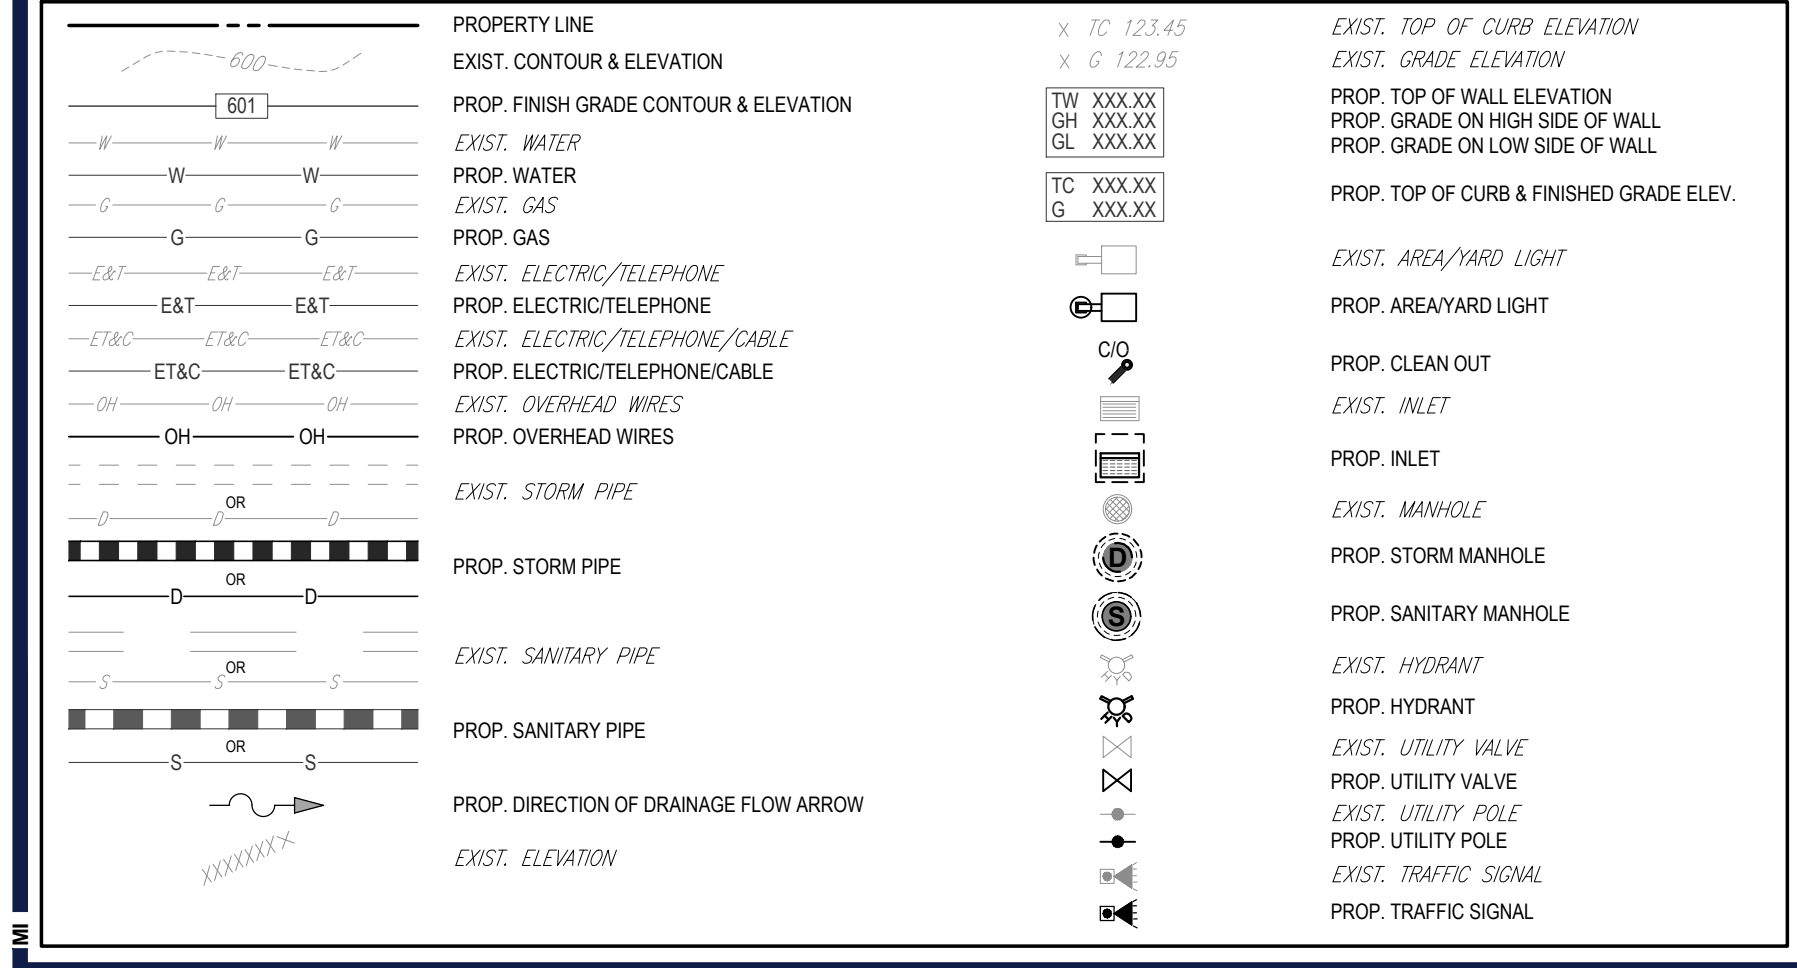 PROPERTY LINE
600
EXIST. CONTOUR & ELEVATION
601
PROP. FINISH GRADE CONTOUR & ELEVATION
W W W
EXIST. WATER
W W
PROP. WATER
G G G
EXIST. GAS
G G
PROP. GAS
E&T E&T E&T
EXIST. ELECTRIC/TELEPHONE
E&T E&T
PROP. ELECTRIC/TELEPHONE
ET&C ET&C ET&C
EXIST. ELECTRIC/TELEPHONE/CABLE
ET&C ET&C
PROP. ELECTRIC/TELEPHONE/CABLE
OH OH OH
EXIST. OVERHEAD WIRES
OH OH
PROP. OVERHEAD WIRES
OR
D D D
EXIST. STORM PIPE
OR
D D
PROP. STORM PIPE
OR
S S S
EXIST. SANITARY PIPE
OR
S S
PROP. SANITARY PIPE
PROP. DIRECTION OF DRAINAGE FLOW ARROW
XXXXXXX X
EXIST. ELEVATION
X TC 123.45
EXIST. TOP OF CURB ELEVATION
X G 122.95
EXIST. GRADE ELEVATION
TW XXX.XX
GH XXX.XX
GL XXX.XX
PROP. TOP OF WALL ELEVATION
PROP. GRADE ON HIGH SIDE OF WALL
PROP. GRADE ON LOW SIDE OF WALL
TC XXX.XX
G XXX.XX
PROP. TOP OF CURB & FINISHED GRADE ELEV.
EXIST. AREA/YARD LIGHT
PROP. AREA/YARD LIGHT
C/O
PROP. CLEAN OUT
EXIST. INLET
PROP. INLET
EXIST. MANHOLE
D
PROP. STORM MANHOLE
S
PROP. SANITARY MANHOLE
EXIST. HYDRANT
PROP. HYDRANT
EXIST. UTILITY VALVE
PROP. UTILITY VALVE
EXIST. UTILITY POLE
PROP. UTILITY POLE
EXIST. TRAFFIC SIGNAL
PROP. TRAFFIC SIGNAL
MI